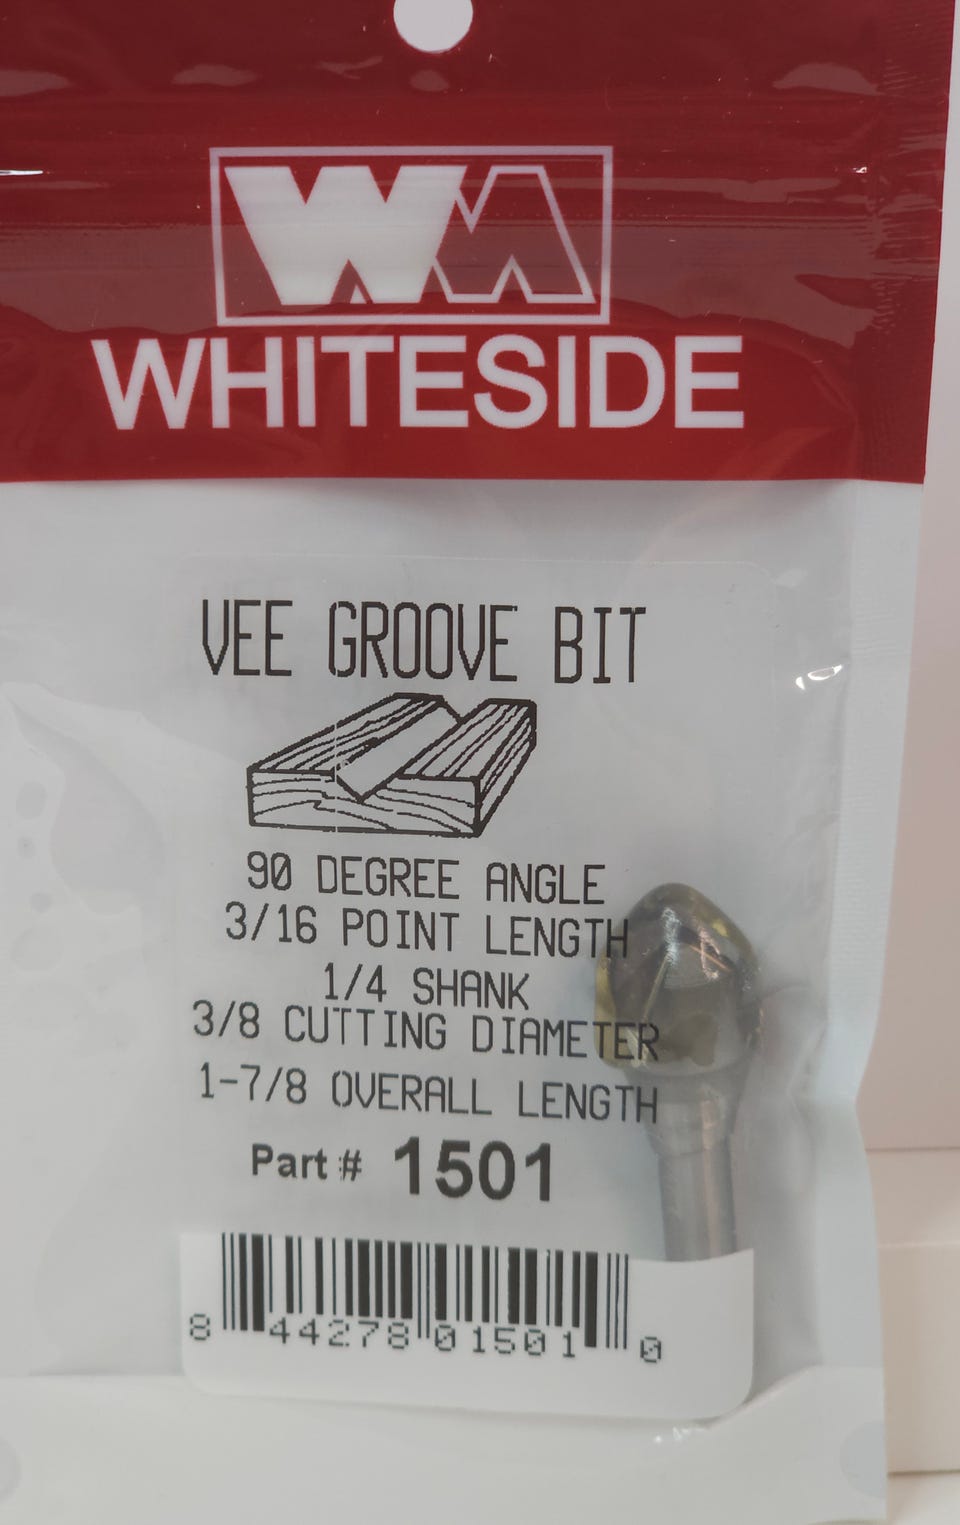 WM
WHITESIDE
VEE GROOVE BIT
90 DEGREE ANGLE
3/16 POINT LENGTH
1/4 SHANK
3/8 CUTTING DIAMETER
1-7/8 OVERALL LENGTH
Part # 1501
8 44278 01501 0